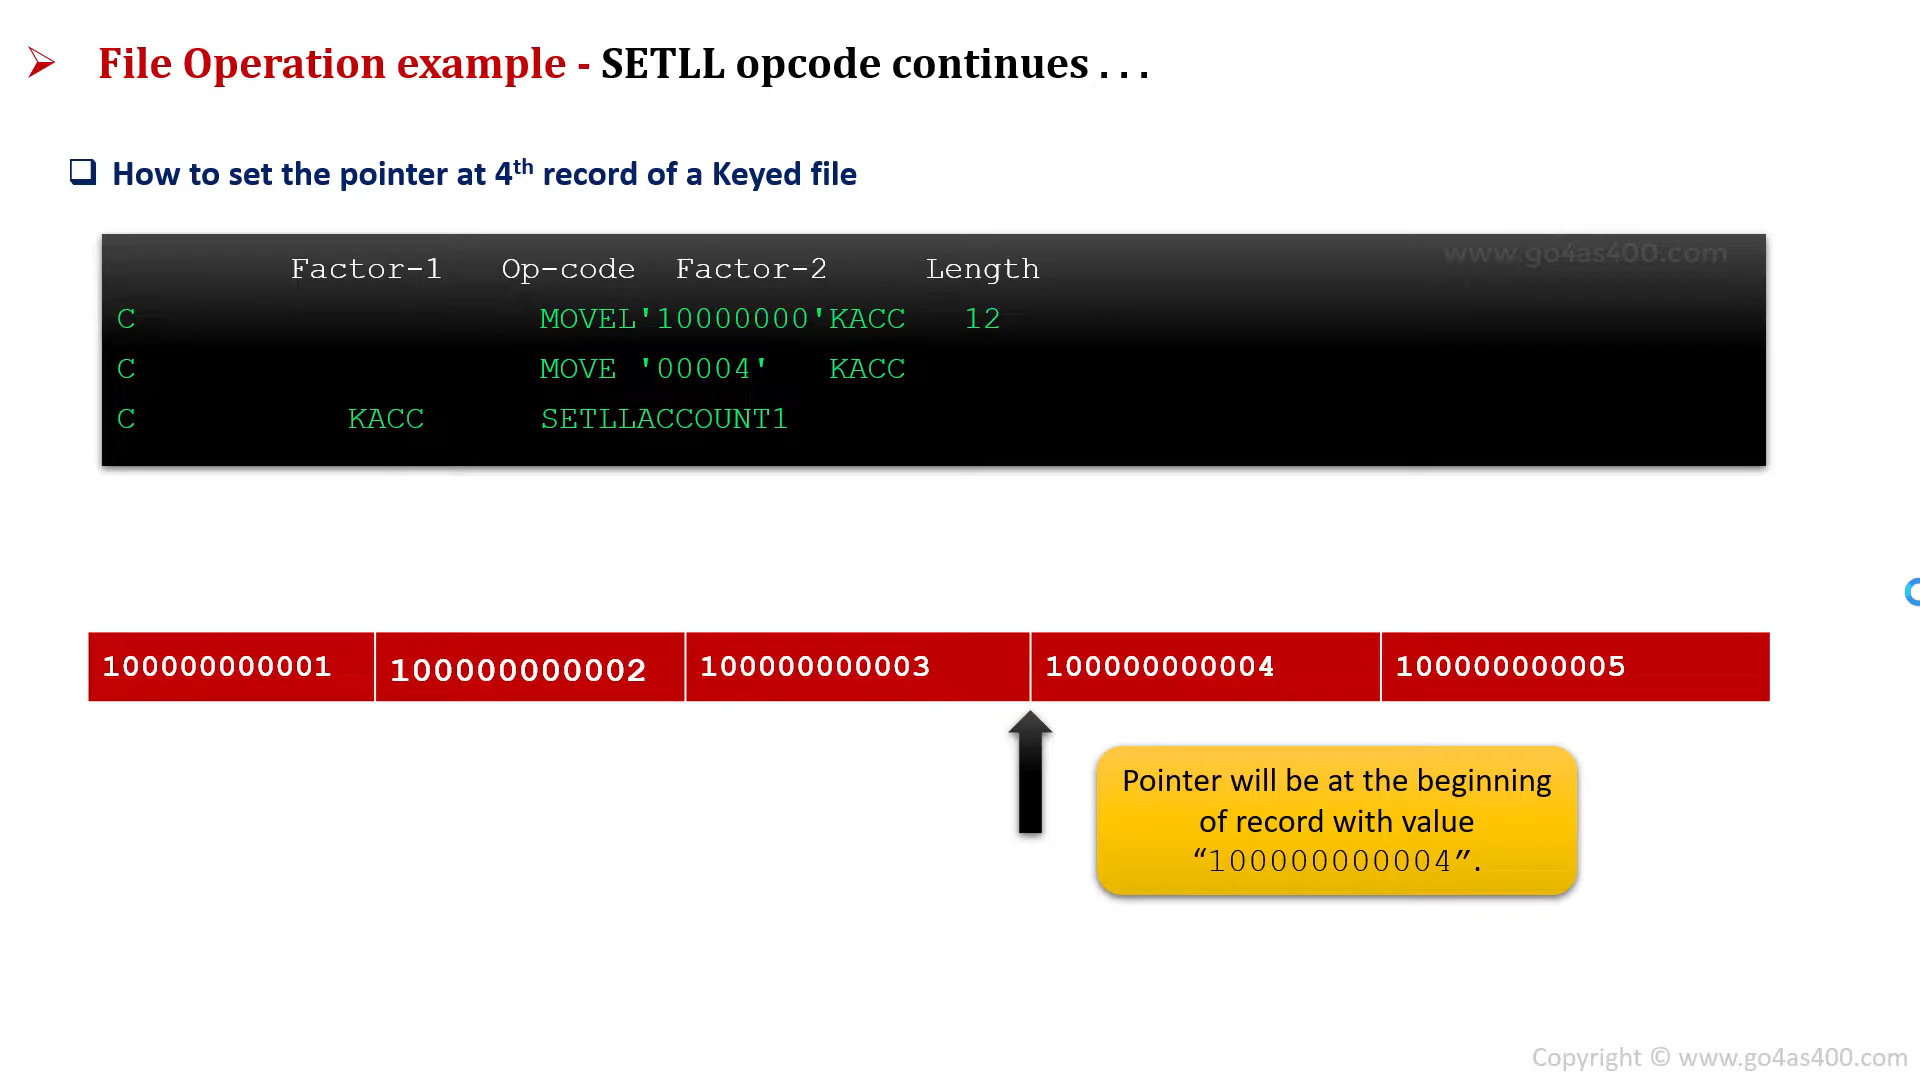 File Operation example - SETLL opcode continues . . .
How to set the pointer at 4th record of a Keyed file
www.go4as400.com
Factor-1 Op-code Factor-2 Length
C MOVEL'10000000'KACC 12
C MOVE '00004' KACC
C KACC SETLLACCOUNT1
100000000001 100000000002 100000000003 100000000004 100000000005
Pointer will be at the beginning
of record with value
“100000000004”.
Copyright © www.go4as400.com